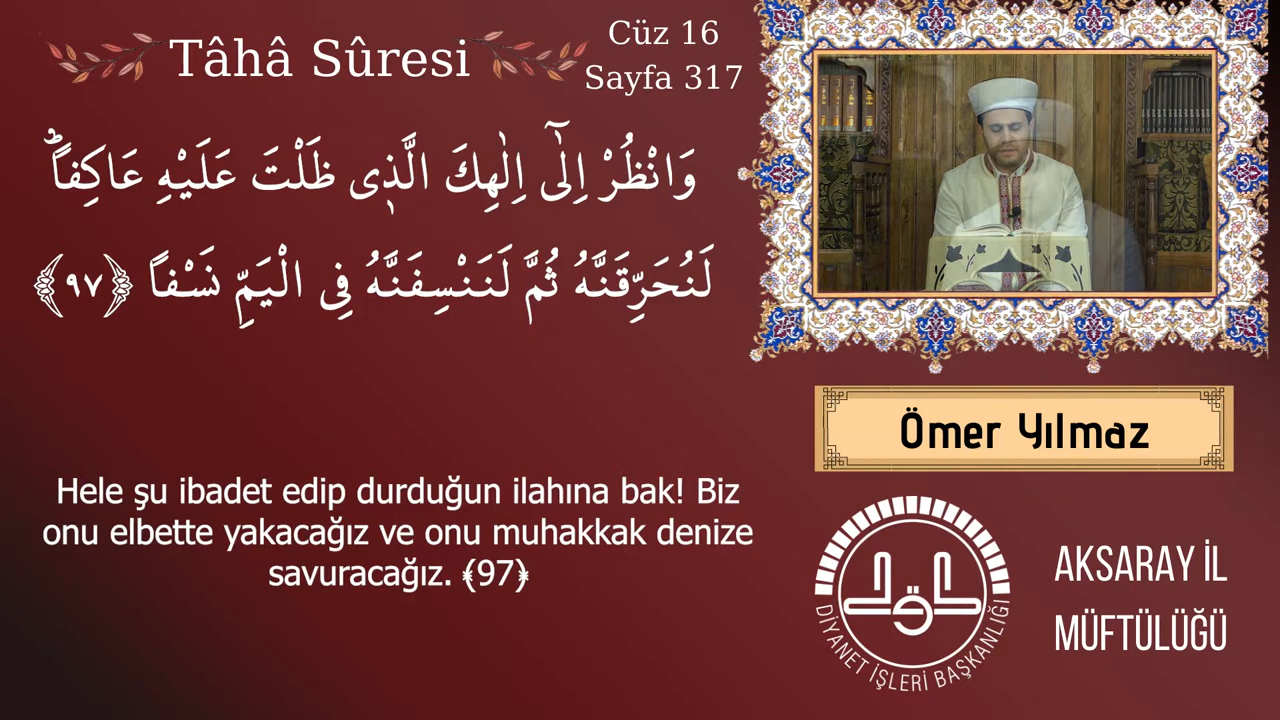 Tâhâ Sûresi
Cüz 16
Sayfa 317
وَانْظُرْ اِلٰٓى اِلٰهِكَ الَّذ۪ى ظَلْتَ عَلَيْهِ عَاكِفاًۜ
لَنُحَرِّقَنَّهُ ثُمَّ لَنَنْسِفَنَّهُ فِى الْيَمِّ نَسْفاً ﴿٩٧﴾
Hele şu ibadet edip durduğun ilahına bak! Biz
onu elbette yakacağız ve onu muhakkak denize
savuracağız. ﴾97﴿
Ömer Yılmaz
DİYANET İŞLERİ BAŞKANLIĞI
AKSARAY İL
MÜFTÜLÜĞÜ